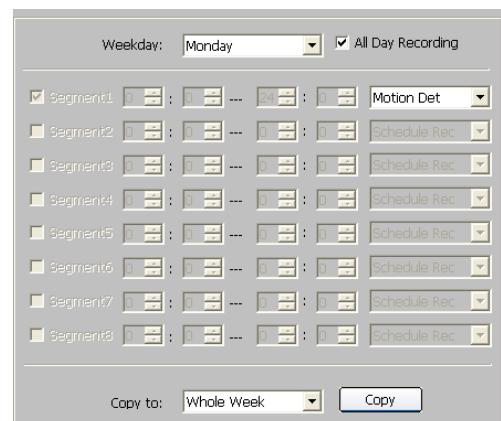 Weekday: Monday All Day Recording
Segment1 0 : 0 --- 24 : 0 Motion Det
Segment2 0 : 0 --- 0 : 0 Schedule Rec
Segment3 0 : 0 --- 0 : 0 Schedule Rec
Segment4 0 : 0 --- 0 : 0 Schedule Rec
Segment5 0 : 0 --- 0 : 0 Schedule Rec
Segment6 0 : 0 --- 0 : 0 Schedule Rec
Segment7 0 : 0 --- 0 : 0 Schedule Rec
Segment8 0 : 0 --- 0 : 0 Schedule Rec
Copy to: Whole Week Copy